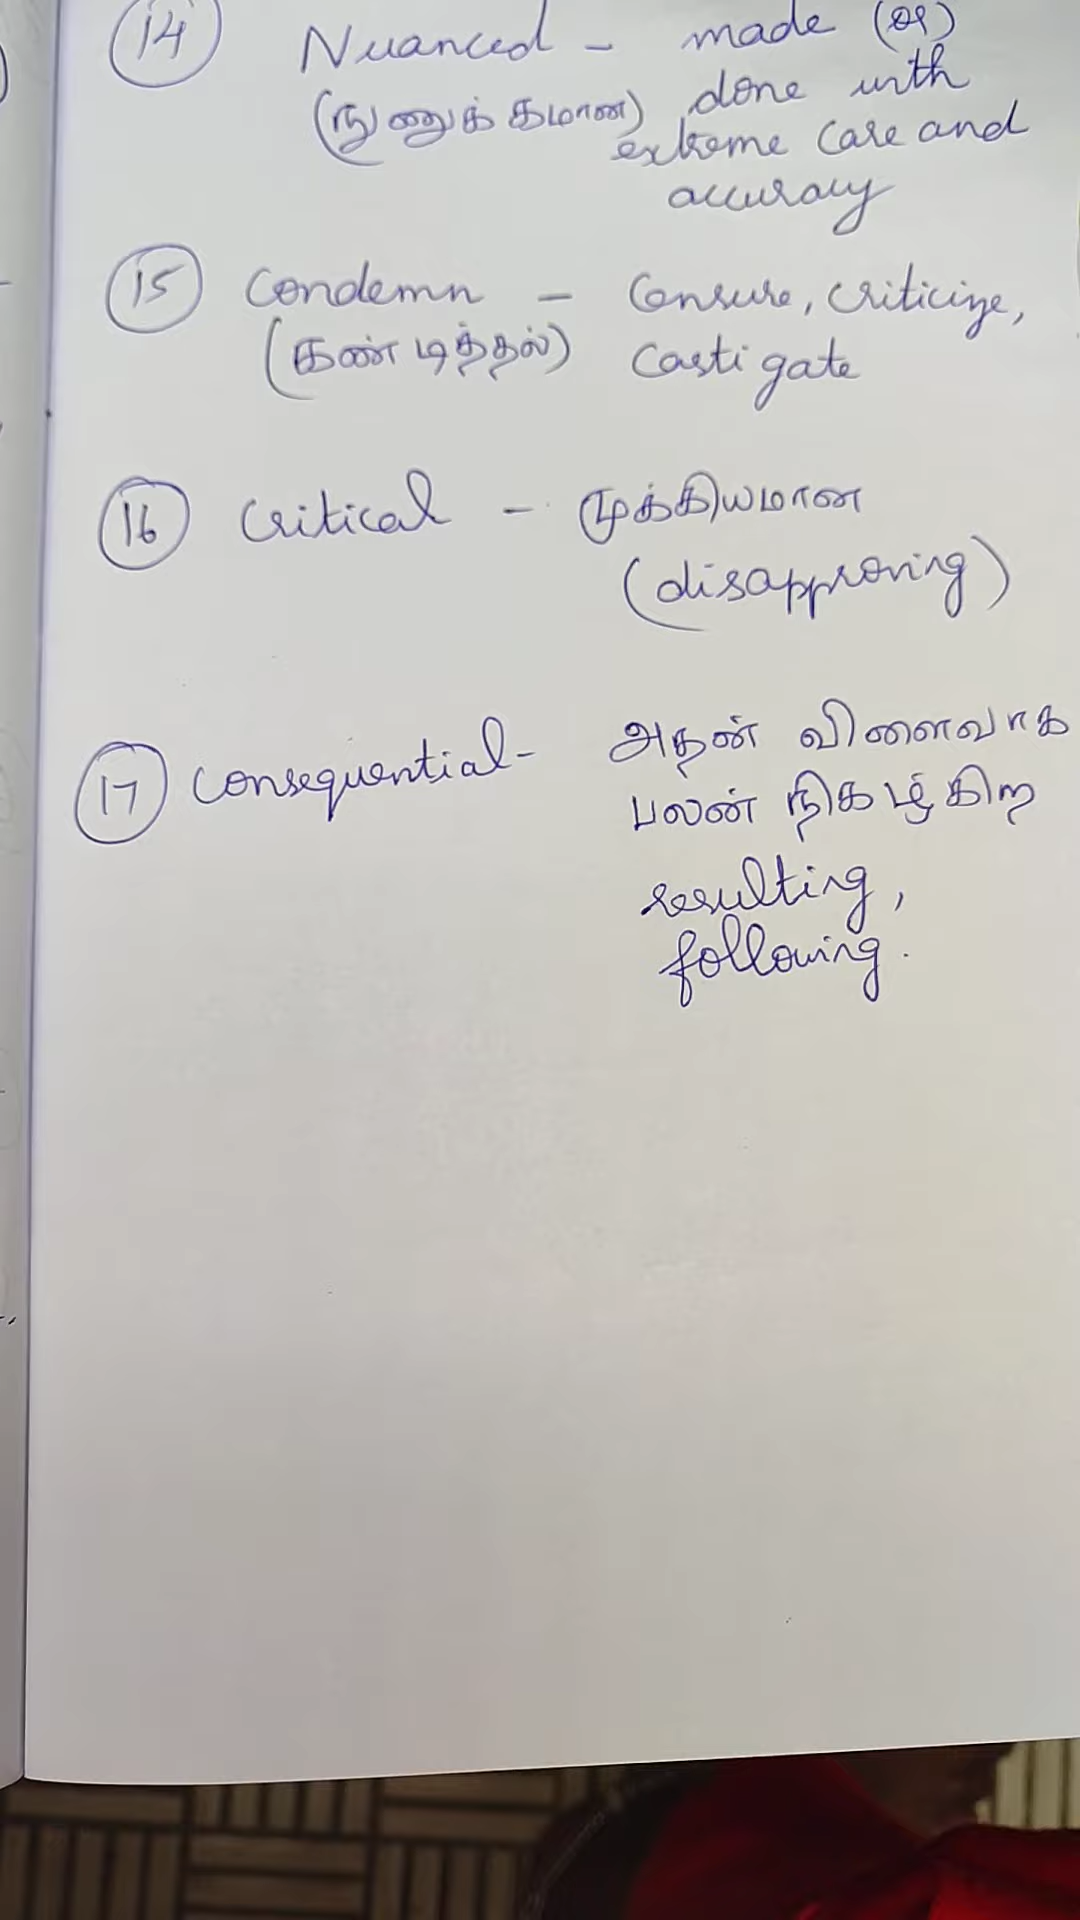 14 Nuanced - made (or)
(நுணுக்கமான) done with
extreme care and
accuracy
15 Condemn - Censure, Criticize,
(கண்டித்தல்) Castigate
16 Critical - முக்கியமான
(disapproving)
17 Consequential - அதன் விளைவாக
பலன் நிகழ்கிற
resulting,
following.